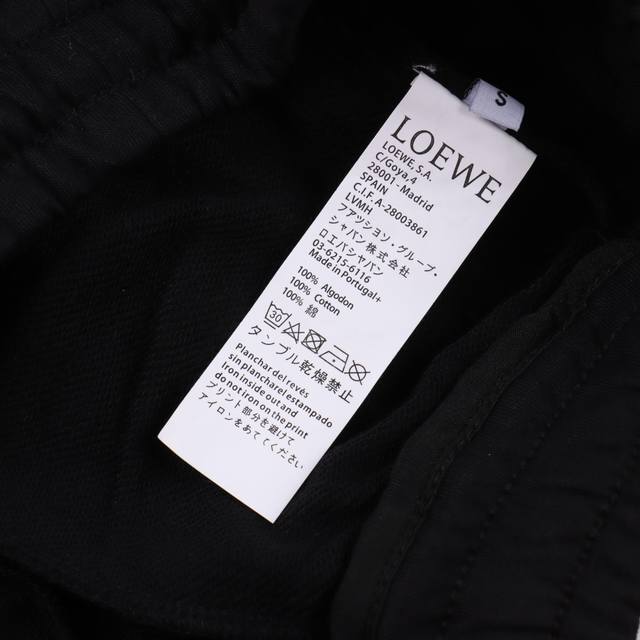 S
LOEWE
LOEWE, S.A.
C/Goya, 4
28001 - Madrid
SPAIN
C.I.F A-28003861
LVMH
ファッション・グループ・
ジャパン株式会社
ロエベジャパン
03-6215-6116
Made in Portugal+
100% Algodon
100% Cotton
100% 綿
30
タンブル乾燥禁止
Planchar del revés
sin planchar el estampado
Iron inside out and
do not iron on the print
プリント部分を避けて
アイロンをあててください